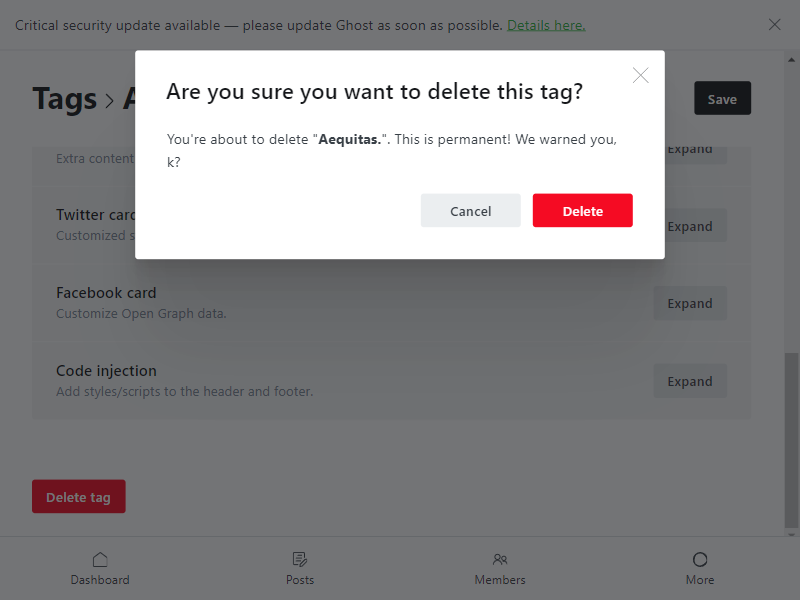 Critical security update available — please update Ghost as soon as possible. Details here.
Are you sure you want to delete this tag?
You're about to delete "Aequitas.". This is permanent! We warned you,
k?
Cancel
Delete
Tags
Save
Extra content
Expand
Twitter card
Customized s
Expand
Facebook card
Customize Open Graph data.
Expand
Code injection
Add styles/scripts to the header and footer.
Expand
Delete tag
Dashboard
Posts
Members
More